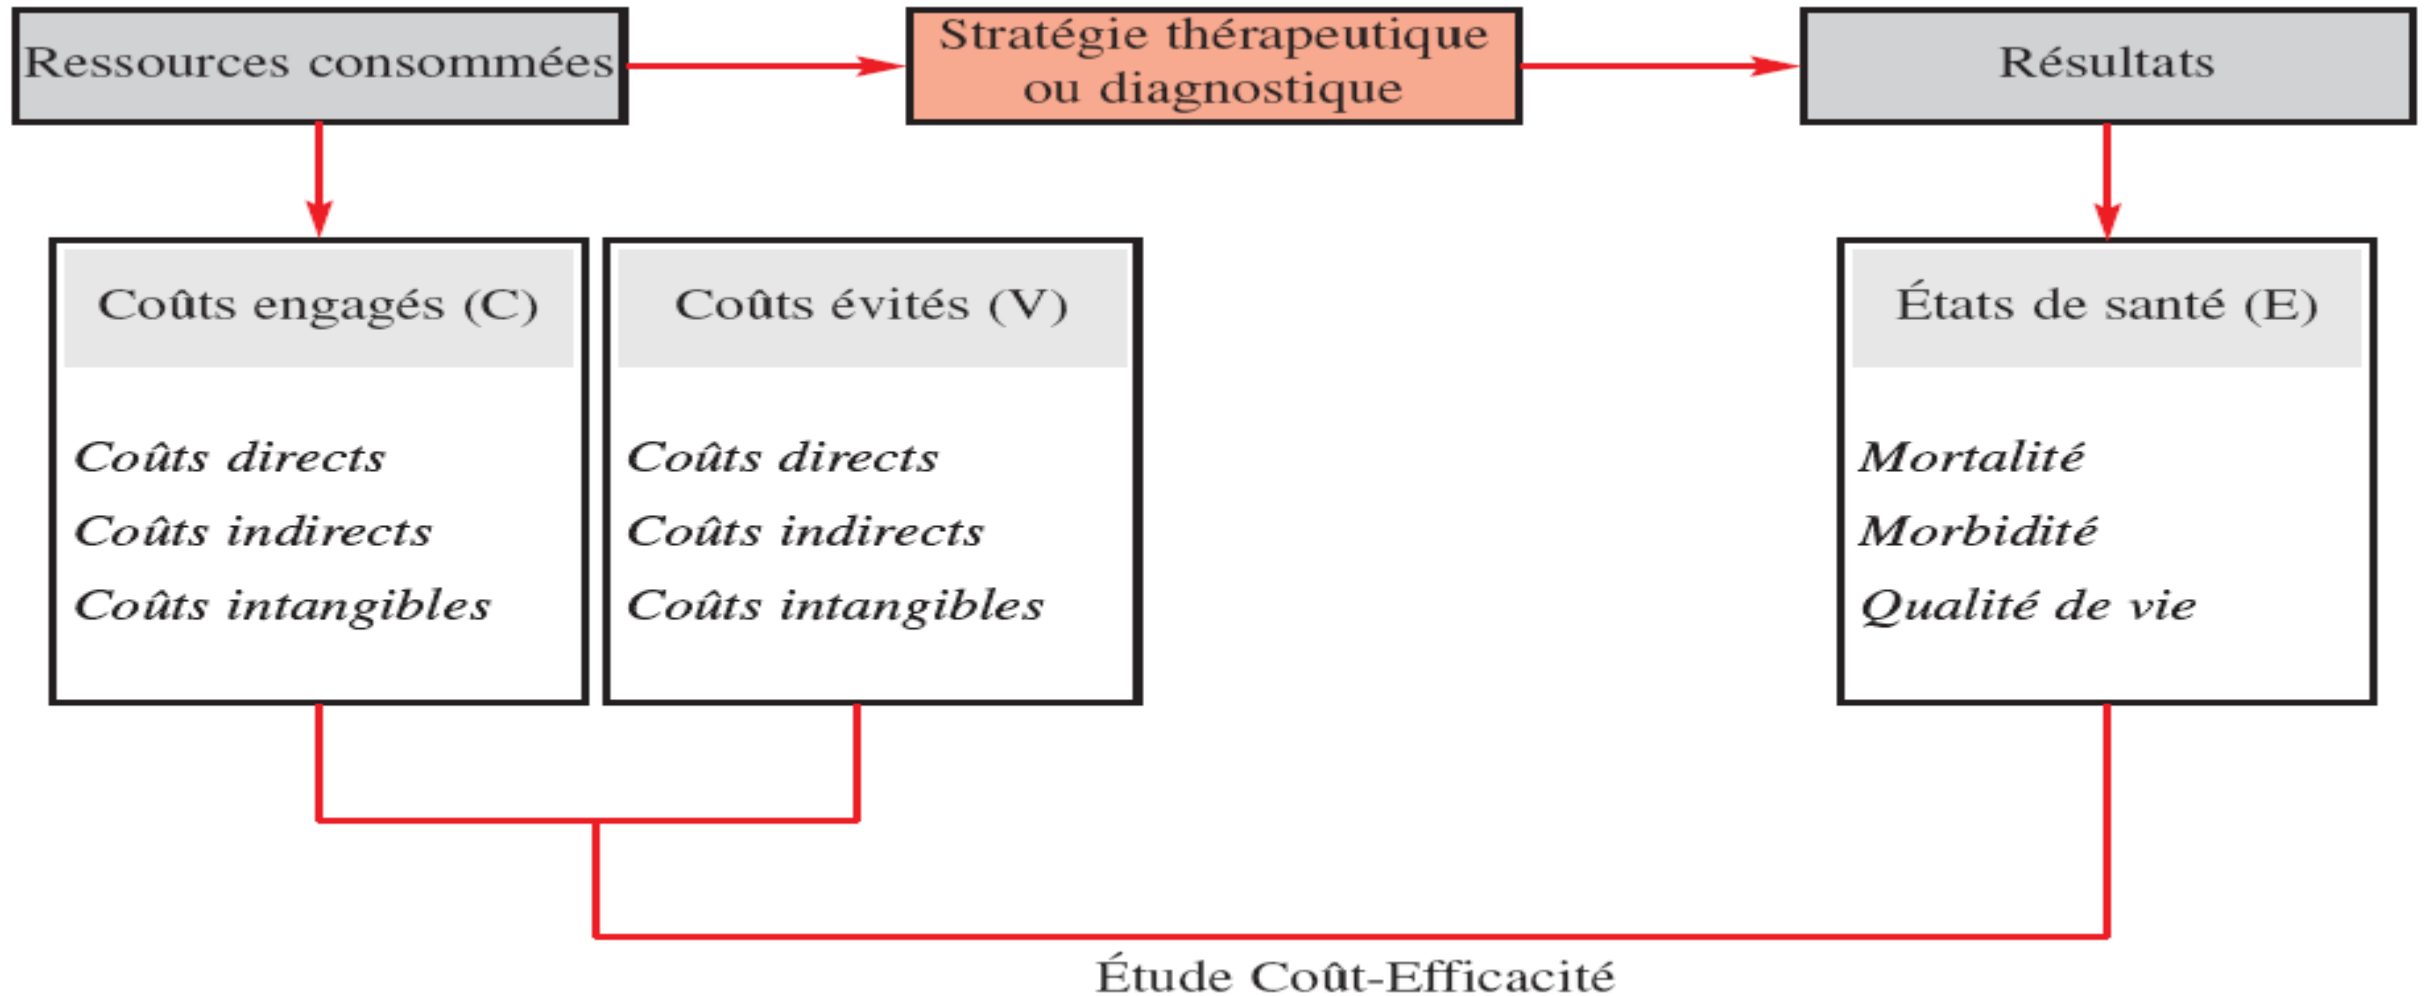 Ressources consommées
Stratégie thérapeutique
ou diagnostique
Résultats
Coûts engagés (C)
Coûts directs
Coûts indirects
Coûts intangibles
Coûts évités (V)
Coûts directs
Coûts indirects
Coûts intangibles
États de santé (E)
Mortalité
Morbidité
Qualité de vie
Étude Coût-Efficacité